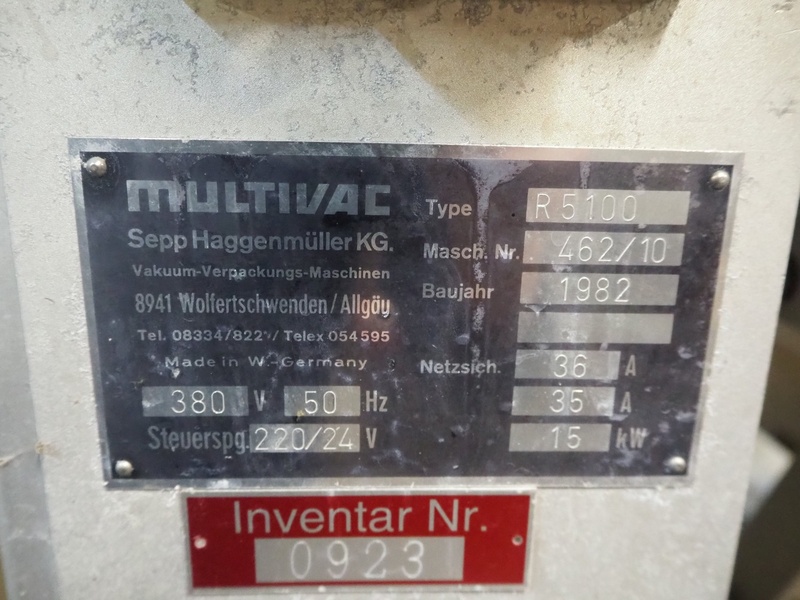 MULTIVAC
Sepp Haggenmüller KG.
Vakuum-Verpackungs-Maschinen
8941 Wolfertschwenden/Allgäu
Tel. 08334/822 / Telex 054595
Made in W.-Germany
380 V 50 Hz
Steuerspg. 220/24 V
Type R5100
Masch. Nr. 462/10
Baujahr 1982
Netzsich. 36 A
35 A
15 kW
Inventar Nr.
0923